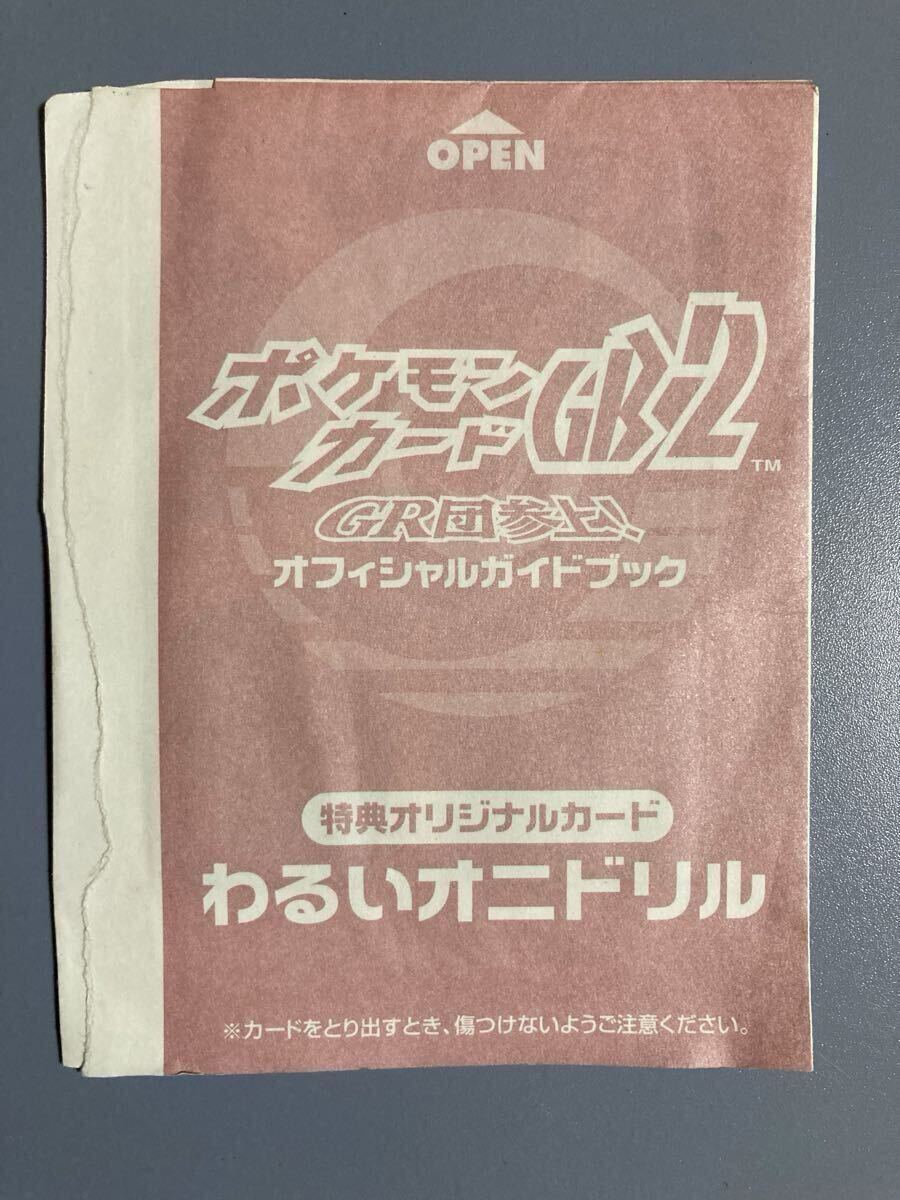 OPEN
ポケモン
カードGB2™
GR団参上!
オフィシャルガイドブック
特典オリジナルカード
わるいオニドリル
※カードをとり出すとき、傷つけないようご注意ください。